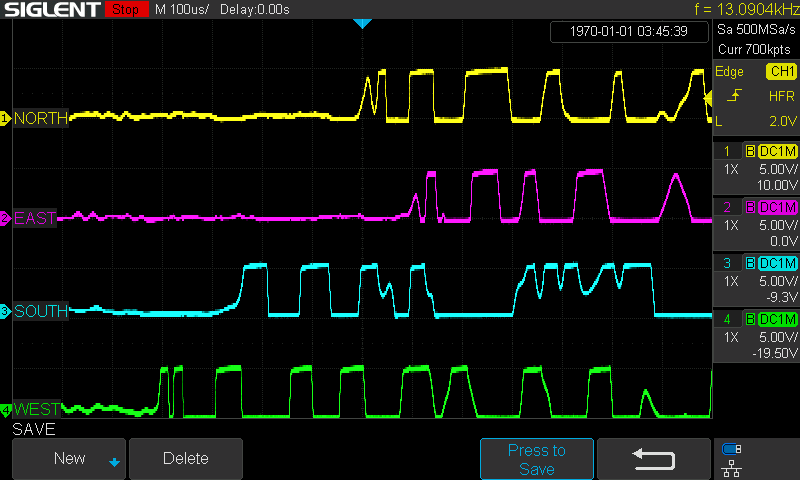 SIGLENT Stop M 100us/ Delay:0.00s f = 13.0904kHz
1970-01-01 03:45:39
Sa 500MSa/s
Curr 700kpts
Edge CH1
HFR
L 2.0V
1 B DC1M
1X 5.00V/
10.00V
2 B DC1M
1X 5.00V/
0.0V
3 B DC1M
1X 5.00V/
-9.3V
4 B DC1M
1X 5.00V/
-19.50V
1 NORTH
2 EAST
3 SOUTH
4 WEST
SAVE
New
Delete
Press to
Save